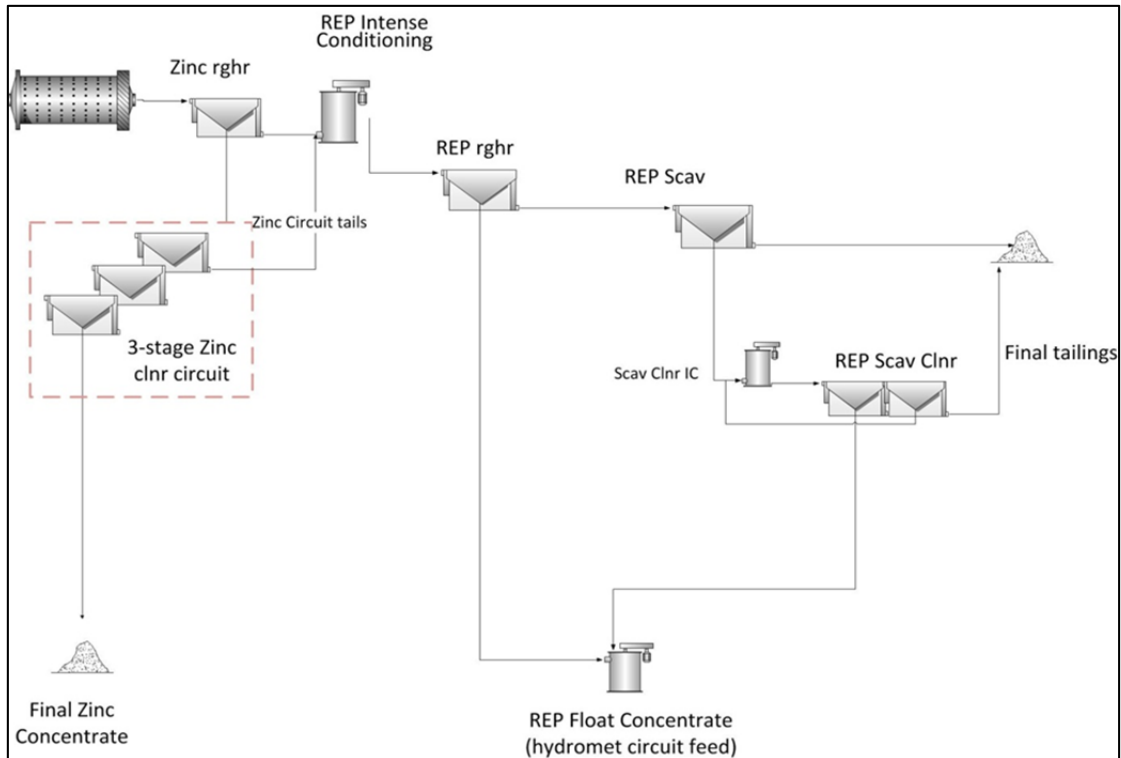 REP Intense
Conditioning
Zinc rghr
REP rghr
REP Scav
Zinc Circuit tails
3-stage Zinc
clnr circuit
Scav Clnr IC
REP Scav Clnr
Final tailings
Final Zinc
Concentrate
REP Float Concentrate
(hydromet circuit feed)